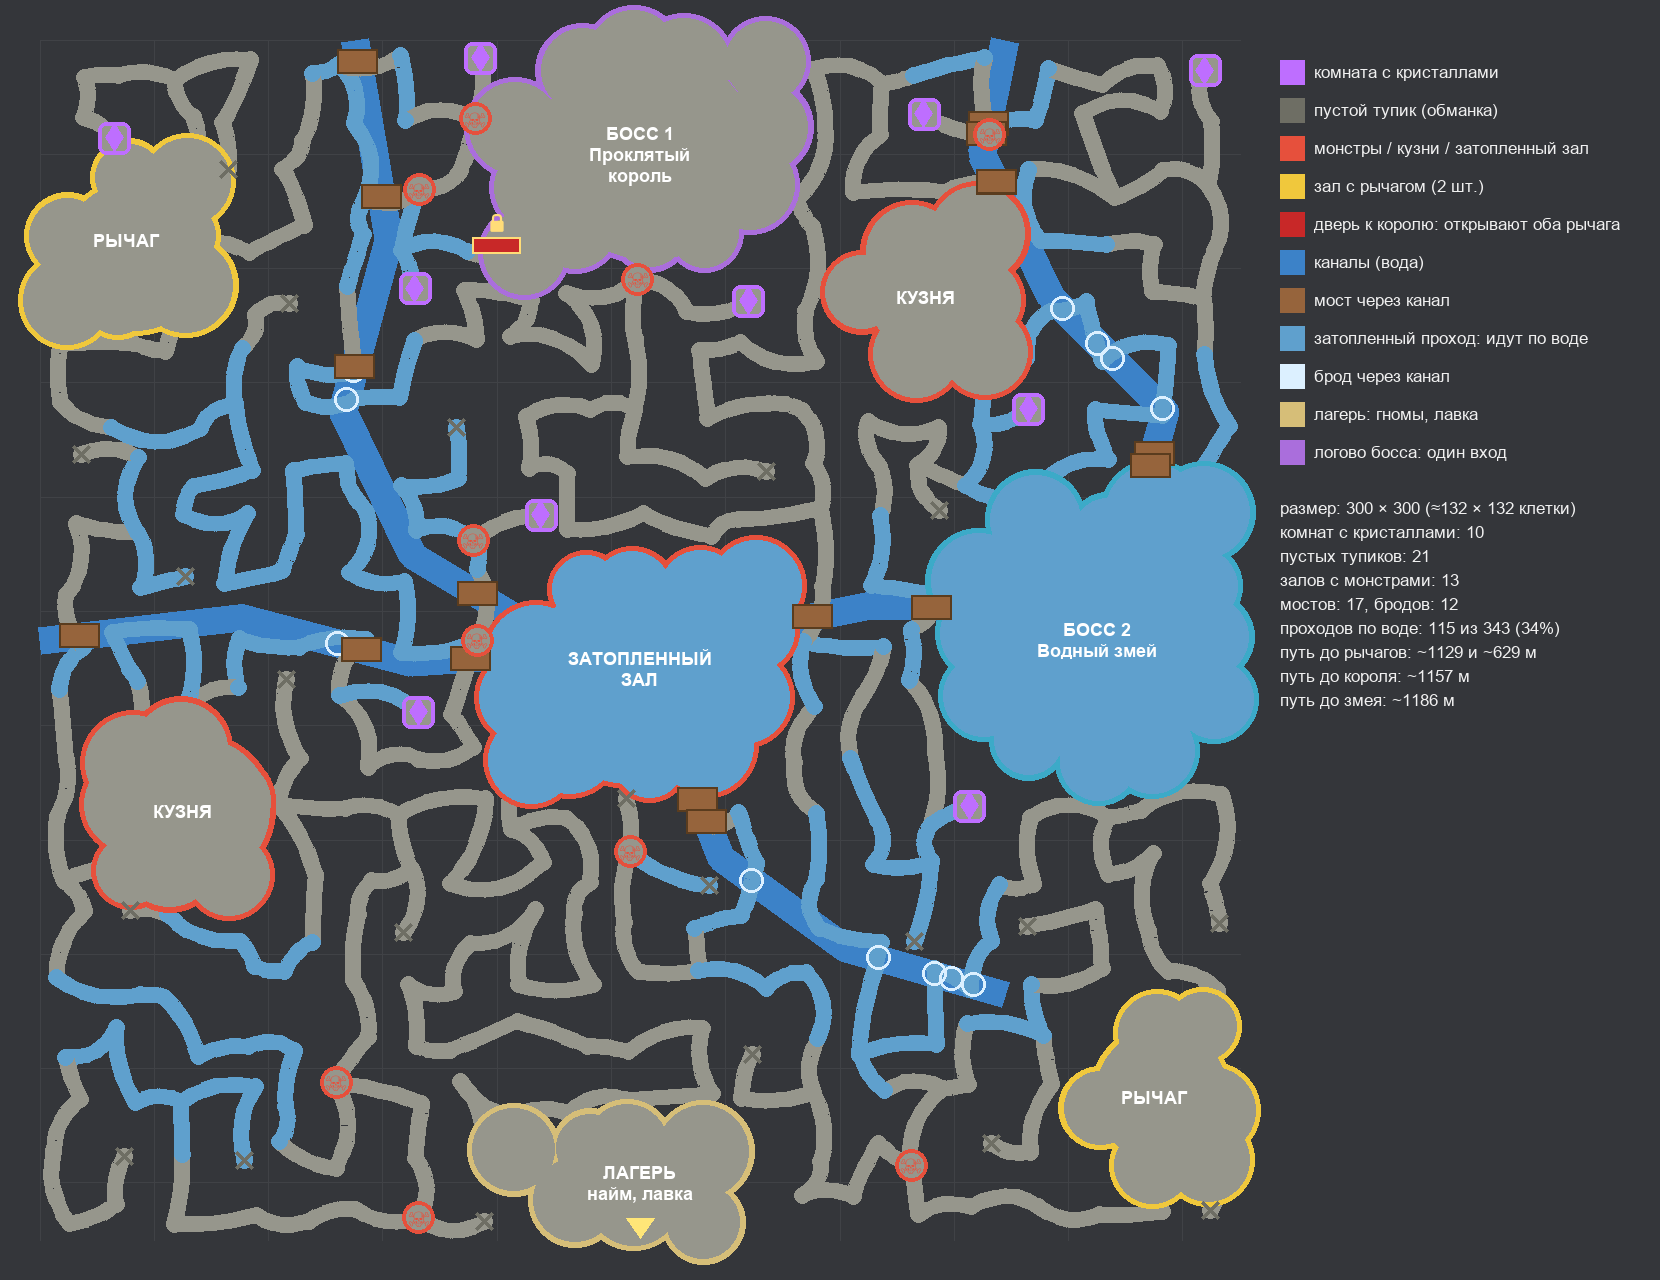 БОСС 1
Проклятый
король
РЫЧАГ
КУЗНЯ
ЗАТОПЛЕННЫЙ
ЗАЛ
БОСС 2
Водный змей
КУЗНЯ
РЫЧАГ
ЛАГЕРЬ
найм, лавка
комната с кристаллами
пустой тупик (обманка)
монстры / кузни / затопленный зал
зал с рычагом (2 шт.)
дверь к королю: открывают оба рычага
каналы (вода)
мост через канал
затопленный проход: идут по воде
брод через канал
лагерь: гномы, лавка
логово босса: один вход
размер: 300 × 300 (≈132 × 132 клетки)
комнат с кристаллами: 10
пустых тупиков: 21
залов с монстрами: 13
мостов: 17, бродов: 12
проходов по воде: 115 из 343 (34%)
путь до рычагов: ~1129 и ~629 м
путь до короля: ~1157 м
путь до змея: ~1186 м